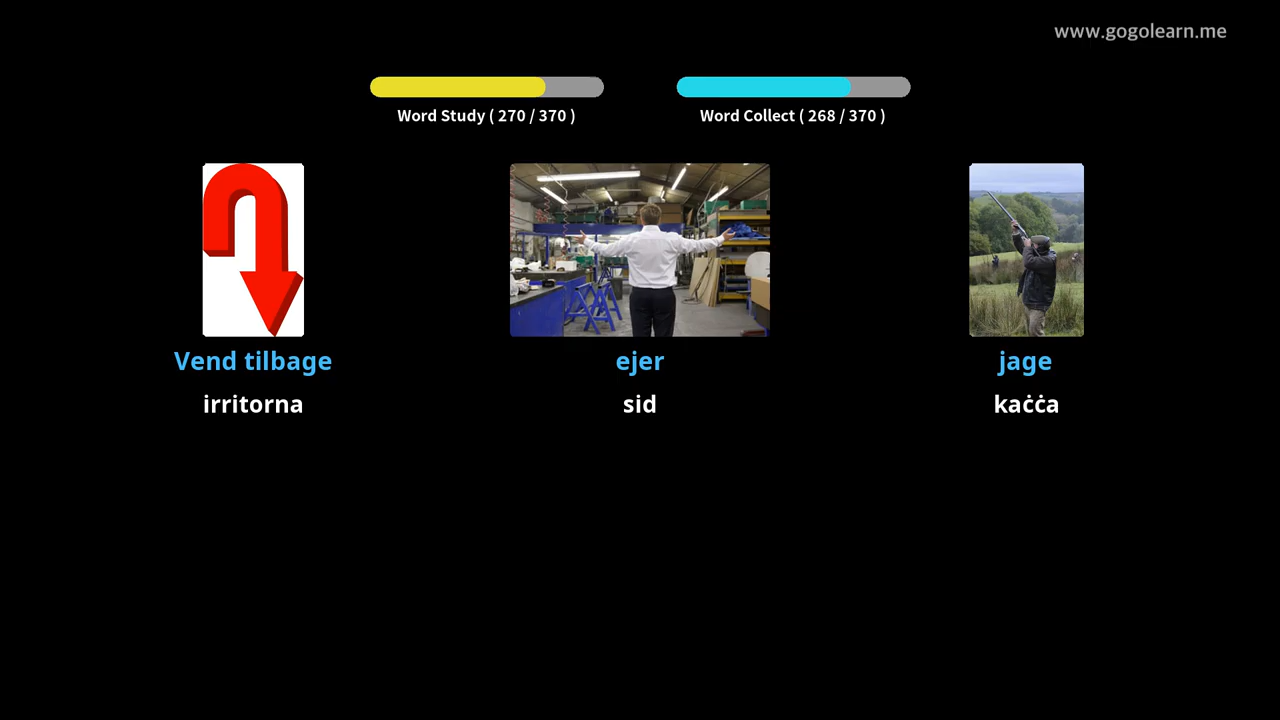 www.gogolearn.me
Word Study ( 270 / 370 )
Word Collect ( 268 / 370 )
Vend tilbage
ejer
jage
irritorna
sid
kaċċa